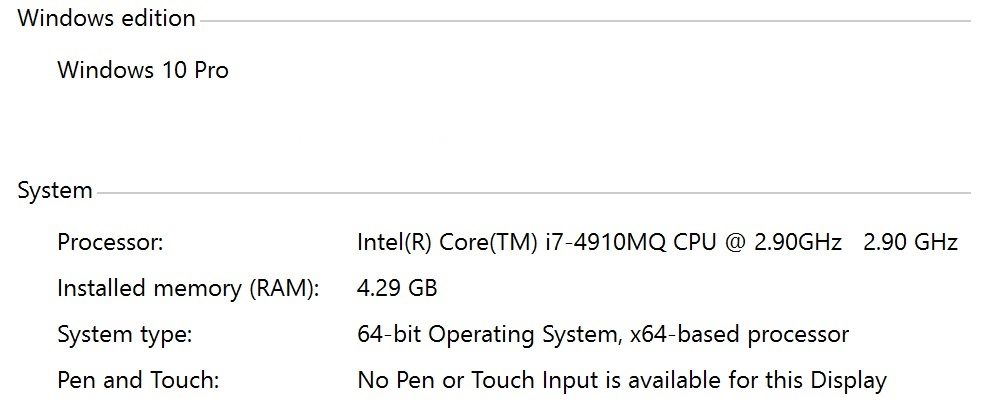 Windows edition
Windows 10 Pro
System
Processor: Intel(R) Core(TM) i7-4910MQ CPU @ 2.90GHz 2.90 GHz
Installed memory (RAM): 4.29 GB
System type: 64-bit Operating System, x64-based processor
Pen and Touch: No Pen or Touch Input is available for this Display